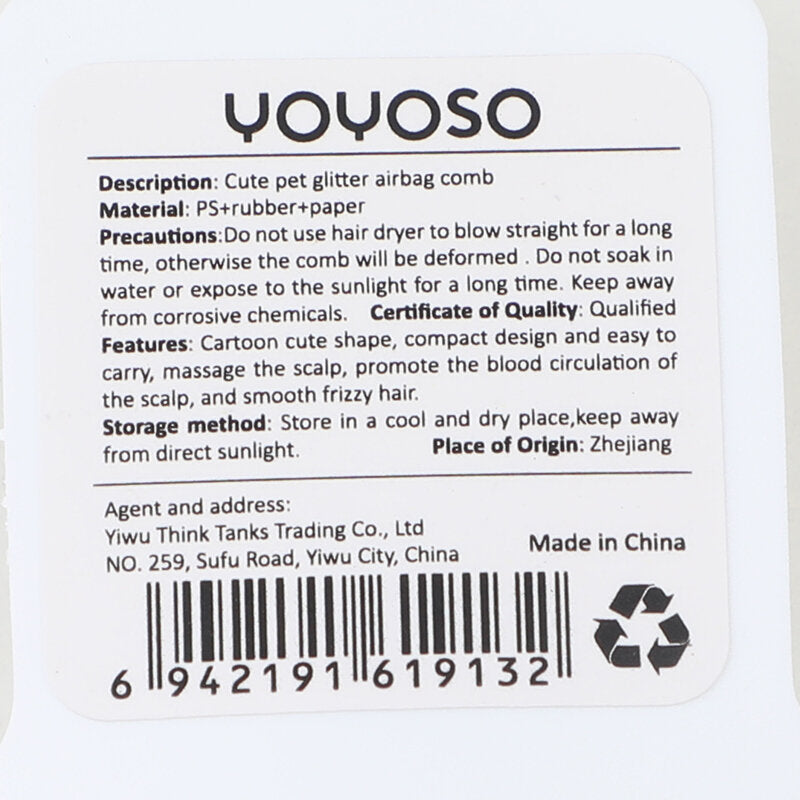 YOYOSO
Description: Cute pet glitter airbag comb
Material: PS+rubber+paper
Precautions:Do not use hair dryer to blow straight for a long
time, otherwise the comb will be deformed . Do not soak in
water or expose to the sunlight for a long time. Keep away
from corrosive chemicals. Certificate of Quality: Qualified
Features: Cartoon cute shape, compact design and easy to
carry, massage the scalp, promote the blood circulation of
the scalp, and smooth frizzy hair.
Storage method: Store in a cool and dry place,keep away
from direct sunlight. Place of Origin: Zhejiang
Agent and address:
Yiwu Think Tanks Trading Co., Ltd
NO. 259, Sufu Road, Yiwu City, China
Made in China
6 942191 619132